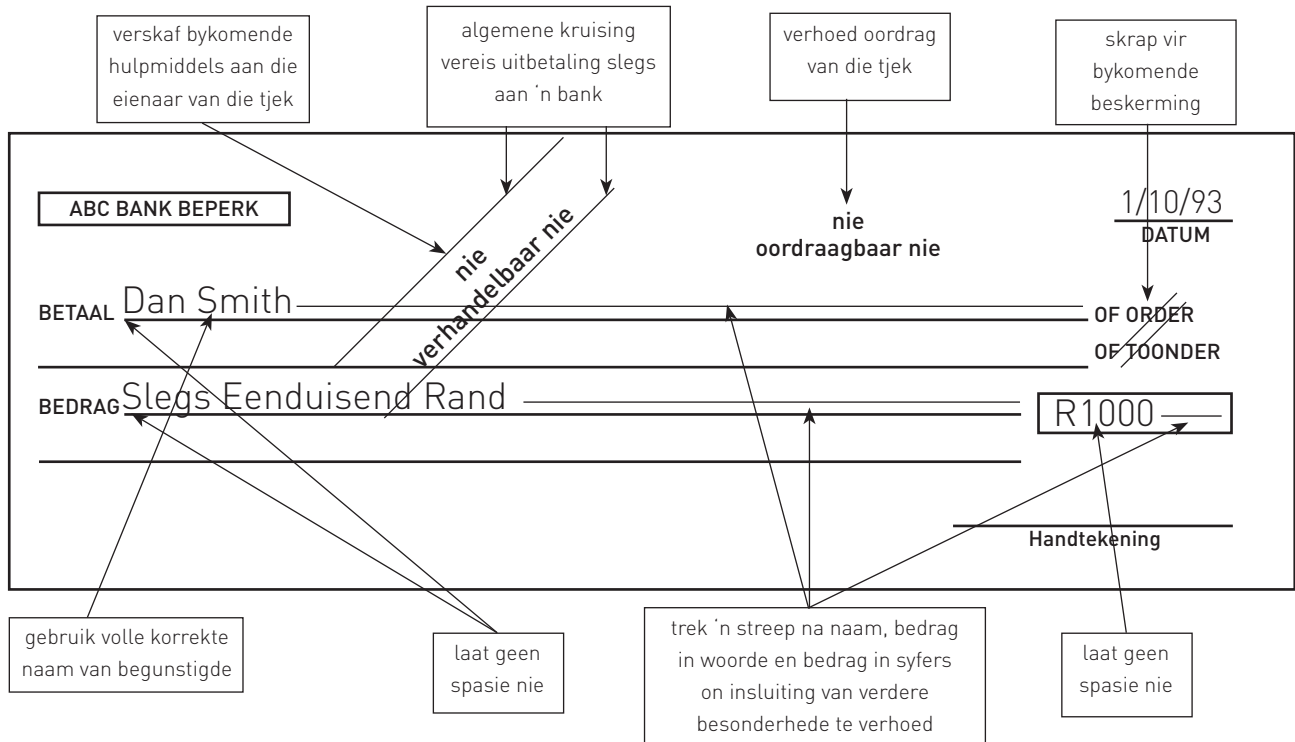 verskaf bykomende
hulpmiddels aan die
eienaar van die tjek
algemene kruising
vereis uitbetaling slegs
aan 'n bank
verhoed oordrag
van die tjek
skrap vir
bykomende
beskerming
ABC BANK BEPERK
nie
verhandelbaar nie
nie
oordraagbaar nie
1/10/93
DATUM
BETAAL Dan Smith
OF ORDER
OF TOONDER
BEDRAG Slegs Eenduisend Rand
R1000
Handtekening
gebruik volle korrekte
naam van begunstigde
laat geen
spasie nie
trek 'n streep na naam, bedrag
in woorde en bedrag in syfers
on insluiting van verdere
besonderhede te verhoed
laat geen
spasie nie